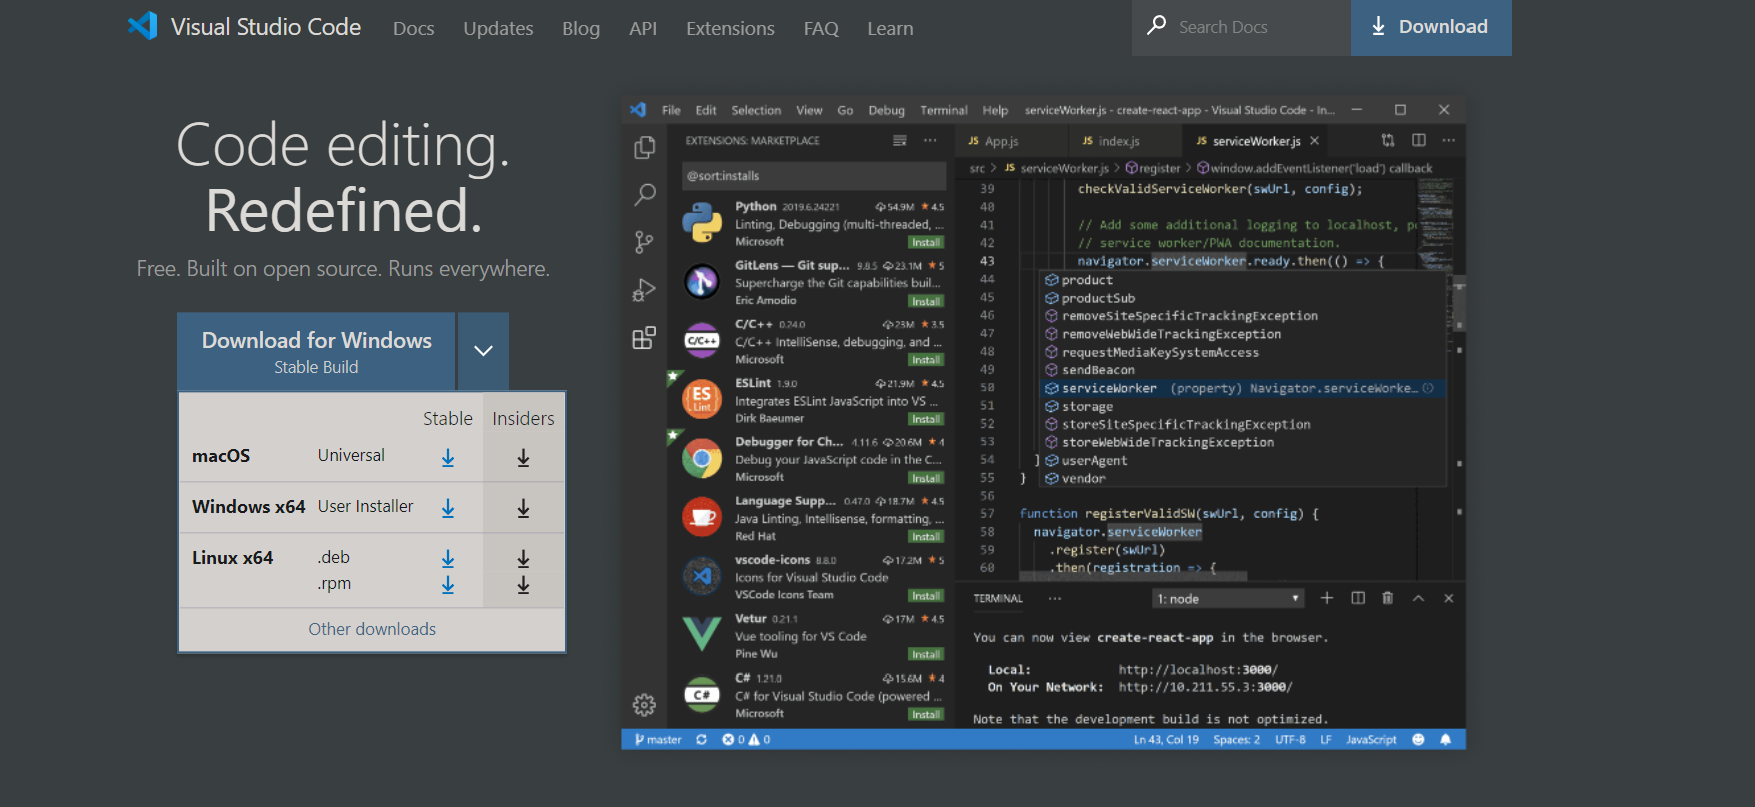 Visual Studio Code Docs Updates Blog API Extensions FAQ Learn Search Docs Download
Code editing.
Redefined.
Free. Built on open source. Runs everywhere.
Download for Windows
Stable Build
Stable Insiders
macOS Universal
Windows x64 User Installer
Linux x64 .deb
.rpm
Other downloads
File Edit Selection View Go Debug Terminal Help serviceWorker.js - create-react-app - Visual Studio Code - In...
EXTENSIONS: MARKETPLACE
@sort:installs
Python 2019.6.24221 54.9M 4.5
Linting, Debugging (multi-threaded, ...
Microsoft Install
GitLens — Git sup... 9.8.5 23.1M 5
Supercharge the Git capabilities buil...
Eric Amodio Install
C/C++ 0.24.0 23M 3.5
C/C++ IntelliSense, debugging, and ...
Microsoft Install
ESLint 1.9.0 21.9M 4.5
Integrates ESLint JavaScript into VS ...
Dirk Baeumer Install
Debugger for Ch... 4.11.6 20.6M 4
Debug your JavaScript code in the C...
Microsoft Install
Language Supp... 0.47.0 18.7M 4.5
Java Linting, Intellisense, formatting, ...
Red Hat Install
vscode-icons 8.8.0 17.2M 5
Icons for Visual Studio Code
VSCode Icons Team Install
Vetur 0.21.1 17M 4.5
Vue tooling for VS Code
Pine Wu Install
C# 1.21.0 15.6M 4
C# for Visual Studio Code (powered ...
Microsoft Install
C/C++
ES
Lint
C#
JS App.js JS index.js JS serviceWorker.js
src > JS serviceWorker.js > register > window.addEventListener('load') callback
39 checkValidServiceWorker(swUrl, config);
40
41 // Add some additional logging to localhost, p
42 // service worker/PWA documentation.
43 navigator.serviceWorker.ready.then(() => {
44 product
45 productSub
46 removeSiteSpecificTrackingException
47 removeWebWideTrackingException
48 requestMediaKeySystemAccess
49 sendBeacon
50 serviceWorker (property) Navigator.serviceWorke...
51 storage
52 storeSiteSpecificTrackingException
53 storeWebWideTrackingException
54 } userAgent
55 } vendor
56
57 function registerValidSW(swUrl, config) {
58 navigator.serviceWorker
59 .register(swUrl)
60 .then(registration => {
TERMINAL ... 1: node
You can now view create-react-app in the browser.
Local: http://localhost:3000/
On Your Network: http://10.211.55.3:3000/
Note that the development build is not optimized.
master 0 0 Ln 43, Col 19 Spaces: 2 UTF-8 LF JavaScript